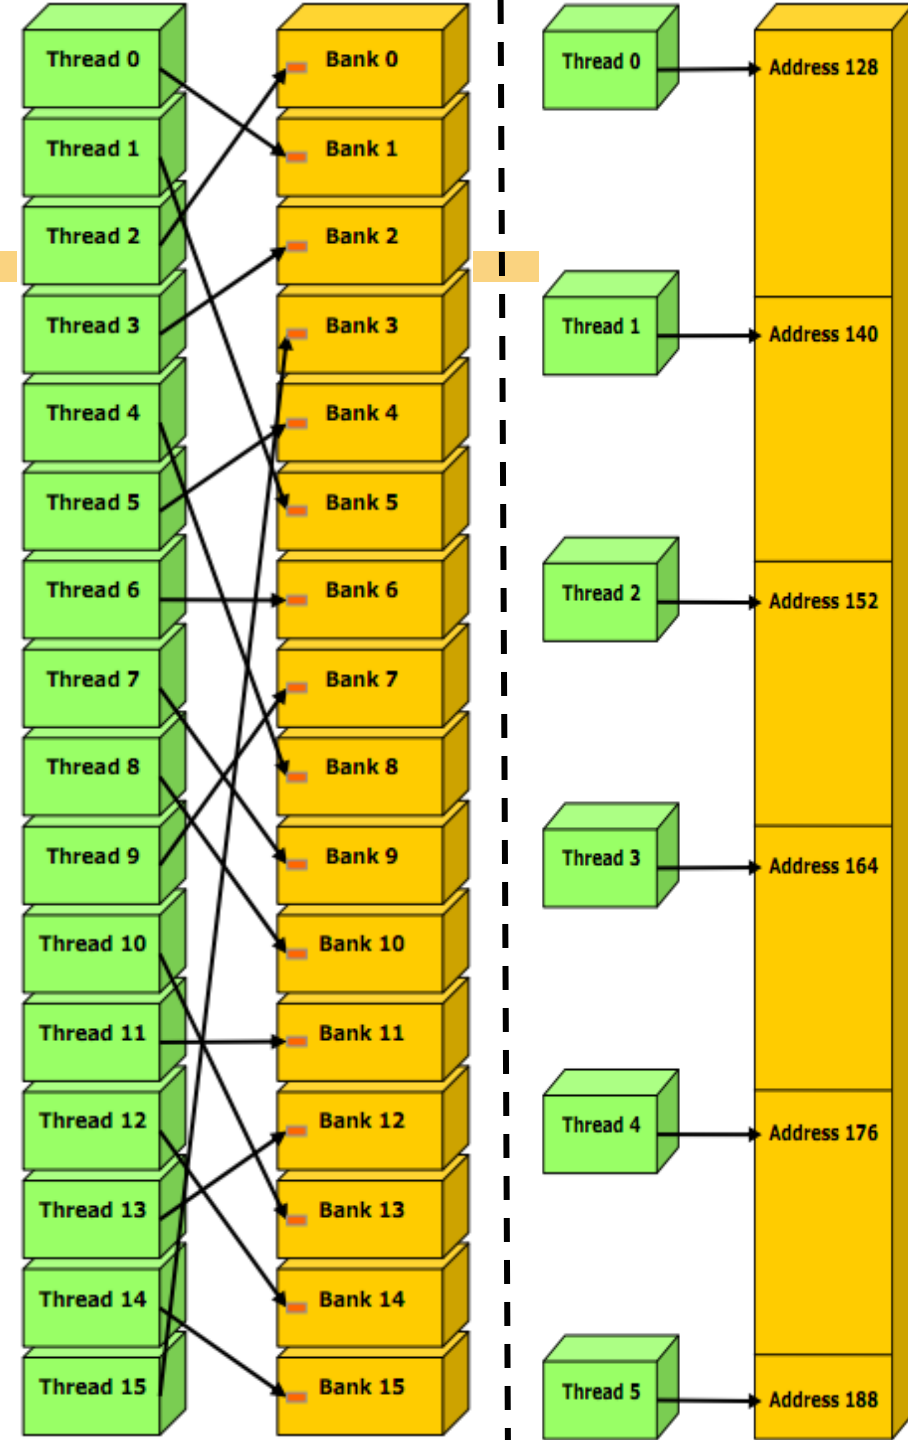 Thread 0
Thread 1
Thread 2
Thread 3
Thread 4
Thread 5
Thread 6
Thread 7
Thread 8
Thread 9
Thread 10
Thread 11
Thread 12
Thread 13
Thread 14
Thread 15
Bank 0
Bank 1
Bank 2
Bank 3
Bank 4
Bank 5
Bank 6
Bank 7
Bank 8
Bank 9
Bank 10
Bank 11
Bank 12
Bank 13
Bank 14
Bank 15
Thread 0
Thread 1
Thread 2
Thread 3
Thread 4
Thread 5
Address 128
Address 140
Address 152
Address 164
Address 176
Address 188